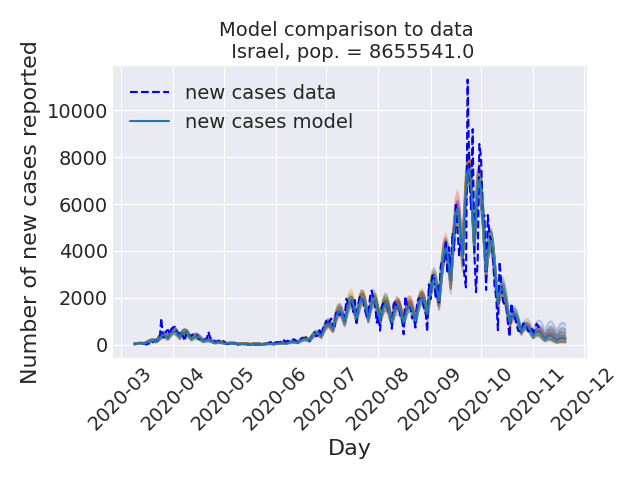 Model comparison to data
Israel, pop. = 8655541.0
Number of new cases reported
10000
8000
6000
4000
2000
0
new cases data
new cases model
2020-03
2020-04
2020-05
2020-06
2020-07
2020-08
2020-09
2020-10
2020-11
2020-12
Day